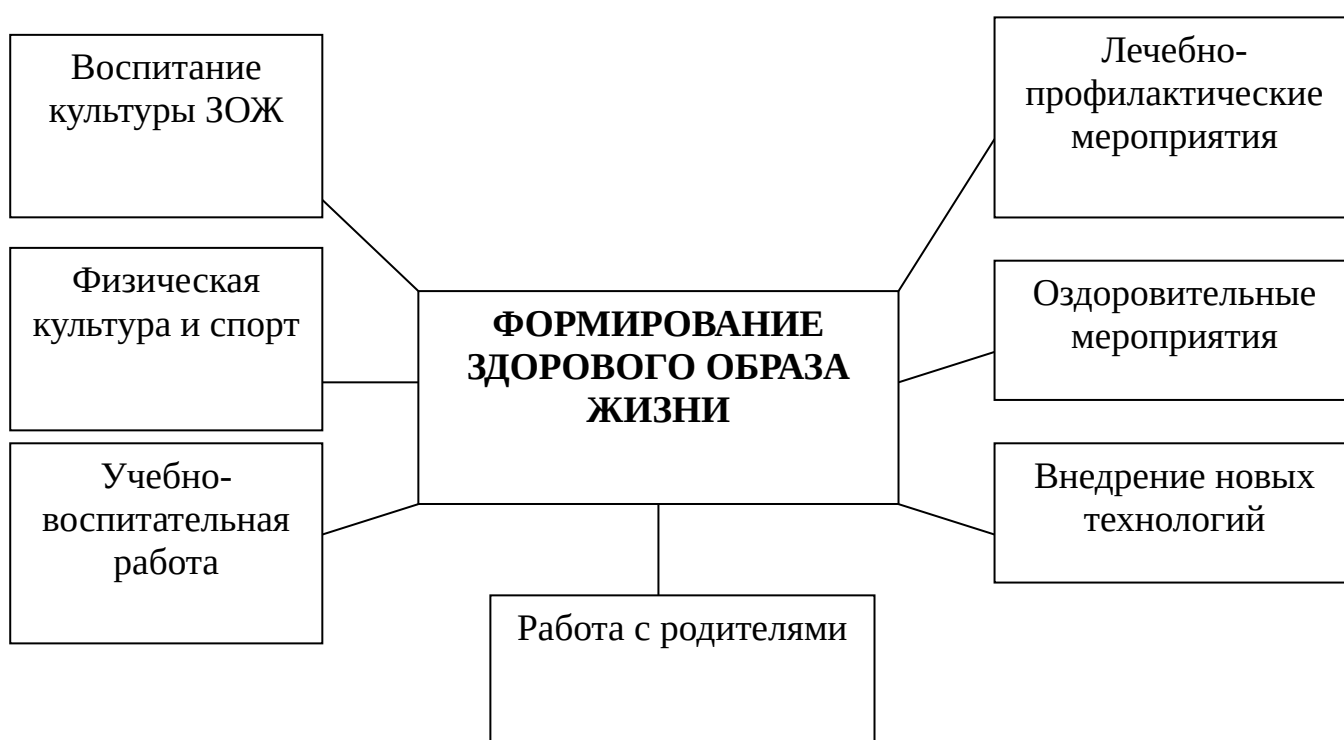 Воспитание
культуры ЗОЖ
Физическая
культура и спорт
Учебно-
воспитательная
работа
ФОРМИРОВАНИЕ
ЗДОРОВОГО ОБРАЗА
ЖИЗНИ
Работа с родителями
Лечебно-
профилактические
мероприятия
Оздоровительные
мероприятия
Внедрение новых
технологий